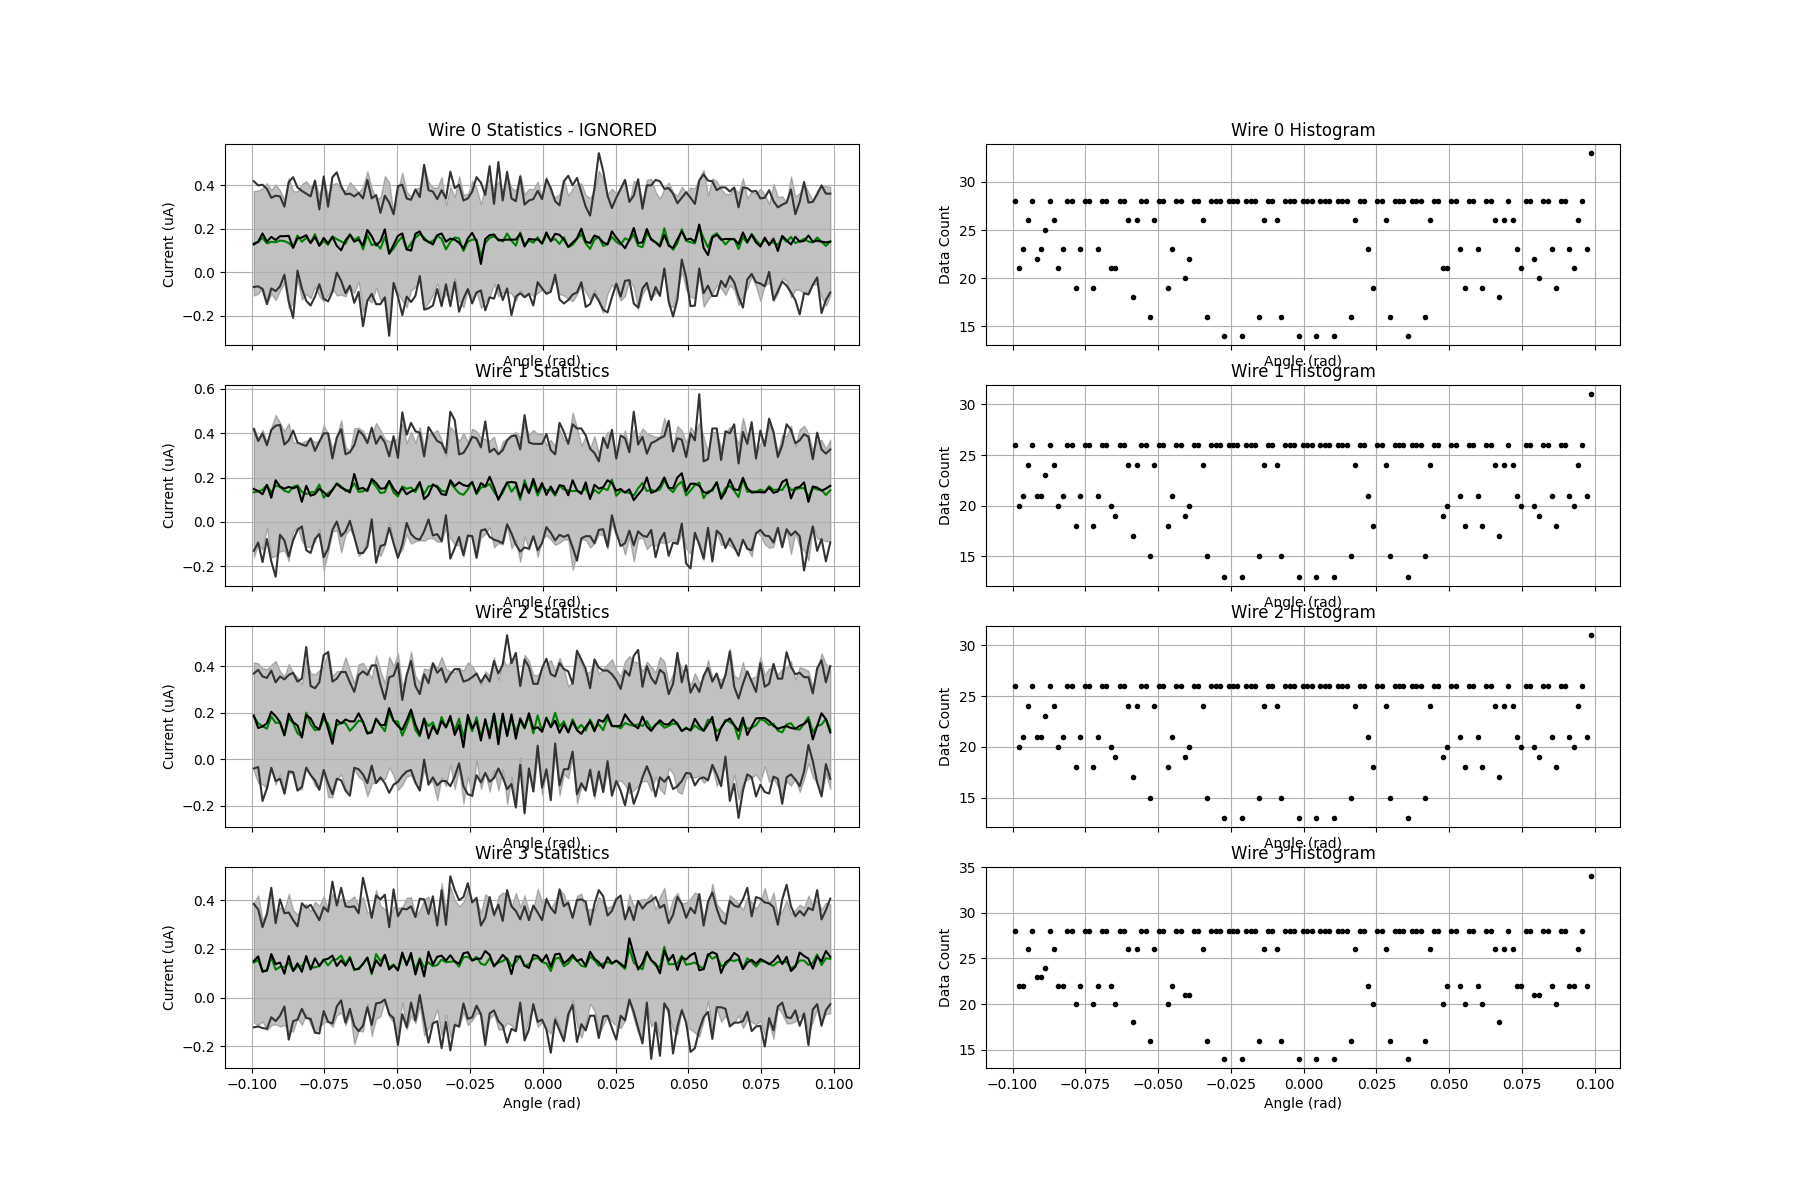 Wire 0 Statistics - IGNORED
Current (uA)
0.4
0.2
0.0
−0.2
Angle (rad)
Wire 0 Histogram
Data Count
30
25
20
15
Angle (rad)
Wire 1 Statistics
Current (uA)
0.6
0.4
0.2
0.0
−0.2
Angle (rad)
Wire 1 Histogram
Data Count
30
25
20
15
Angle (rad)
Wire 2 Statistics
Current (uA)
0.4
0.2
0.0
−0.2
Angle (rad)
Wire 2 Histogram
Data Count
30
25
20
15
Angle (rad)
Wire 3 Statistics
Current (uA)
0.4
0.2
0.0
−0.2
−0.100 −0.075 −0.050 −0.025 0.000 0.025 0.050 0.075 0.100
Angle (rad)
Wire 3 Histogram
Data Count
35
30
25
20
15
−0.100 −0.075 −0.050 −0.025 0.000 0.025 0.050 0.075 0.100
Angle (rad)